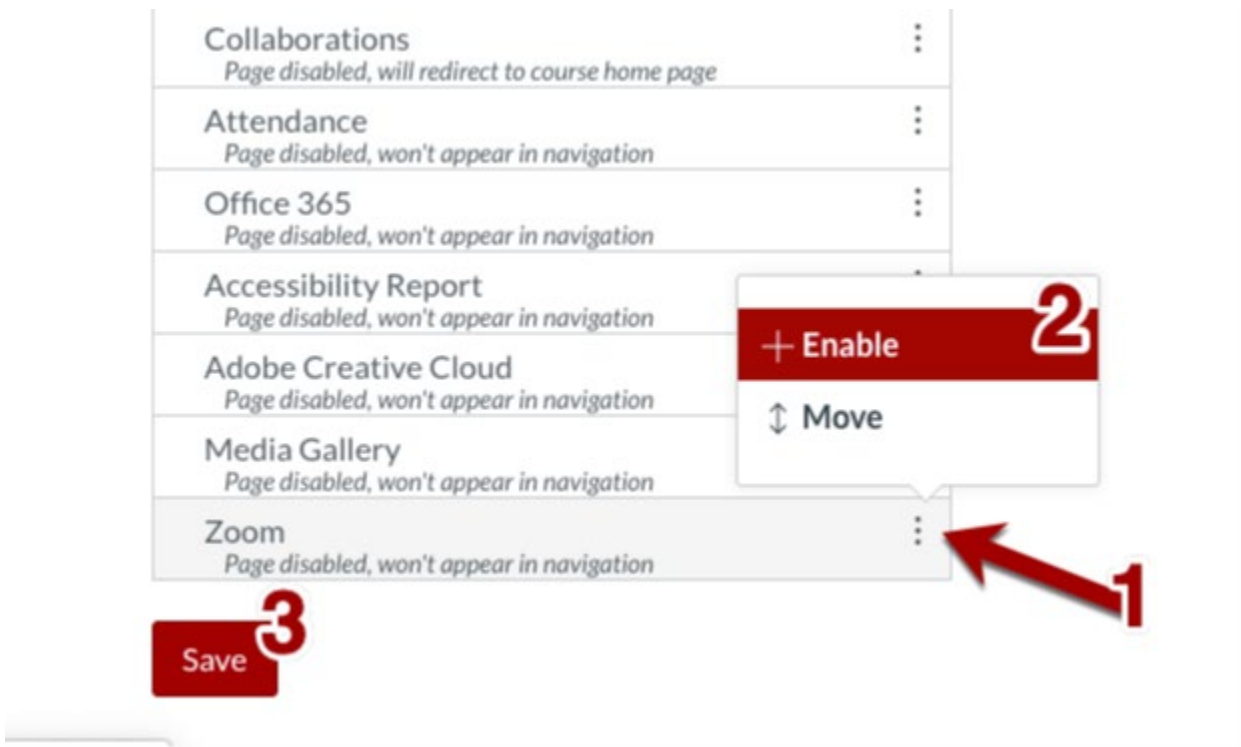 Collaborations
Page disabled, will redirect to course home page
Attendance
Page disabled, won't appear in navigation
Office 365
Page disabled, won't appear in navigation
Accessibility Report
Page disabled, won't appear in navigation
2
+ Enable
Adobe Creative Cloud
Page disabled, won't appear in navigation
Move
Media Gallery
Page disabled, won't appear in navigation
Zoom
Page disabled, won't appear in navigation
1
3
Save